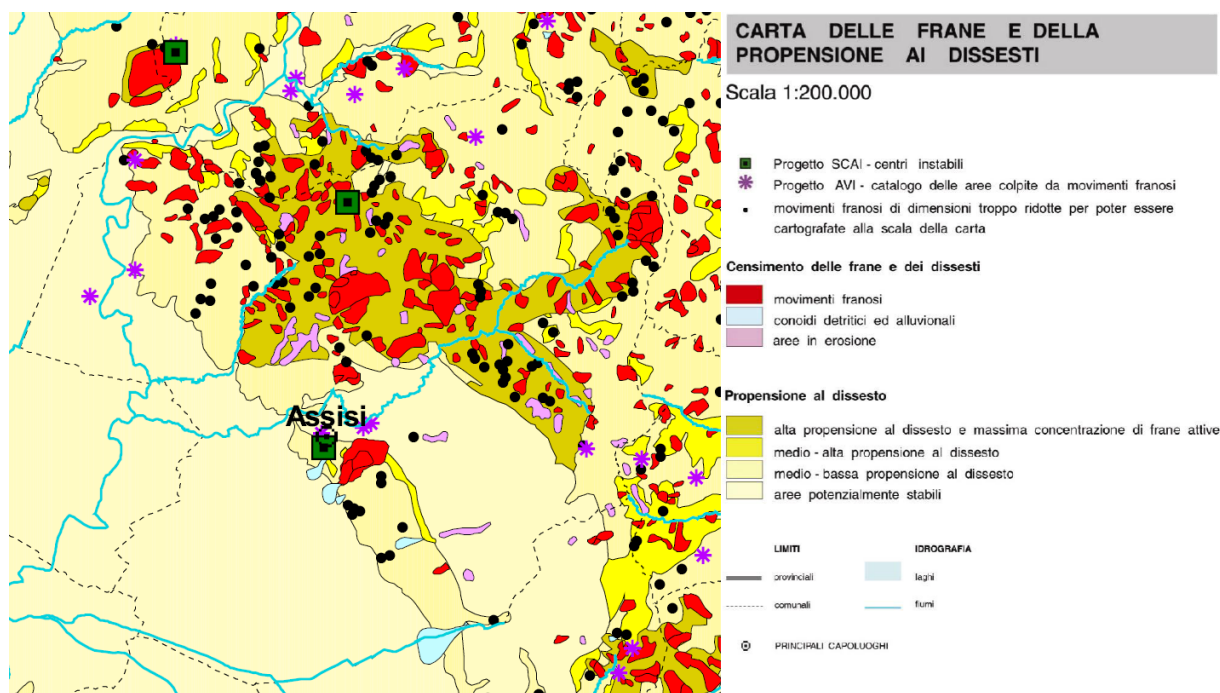 CARTA DELLE FRANE E DELLA
PROPENSIONE AI DISSESTI
Scala 1:200.000
Progetto SCAI - centri instabili
Progetto AVI - catalogo delle aree colpite da movimenti franosi
movimenti franosi di dimensioni troppo ridotte per poter essere
cartografate alla scala della carta
Censimento delle frane e dei dissesti
movimenti franosi
conoidi detritici ed alluvionali
aree in erosione
Propensione al dissesto
alta propensione al dissesto e massima concentrazione di frane attive
medio - alta propensione al dissesto
medio - bassa propensione al dissesto
aree potenzialmente stabili
LIMITI
IDROGRAFIA
provinciali
laghi
comunali
fiumi
PRINCIPALI CAPOLUOGHI
Assisi